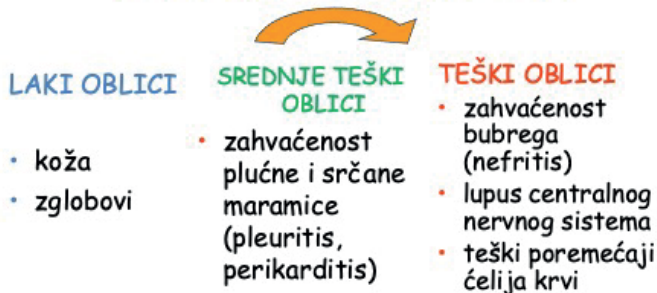 LAKI OBLICI
• koža
• zglobovi
SREDNJE TEŠKI
OBLICI
• zahvaćenost
plućne i srčane
maramice
(pleuritis,
perikarditis)
TEŠKI OBLICI
• zahvaćenost
bubrega
(nefritis)
• lupus centralnog
nervnog sistema
• teški poremećaji
ćelija krvi